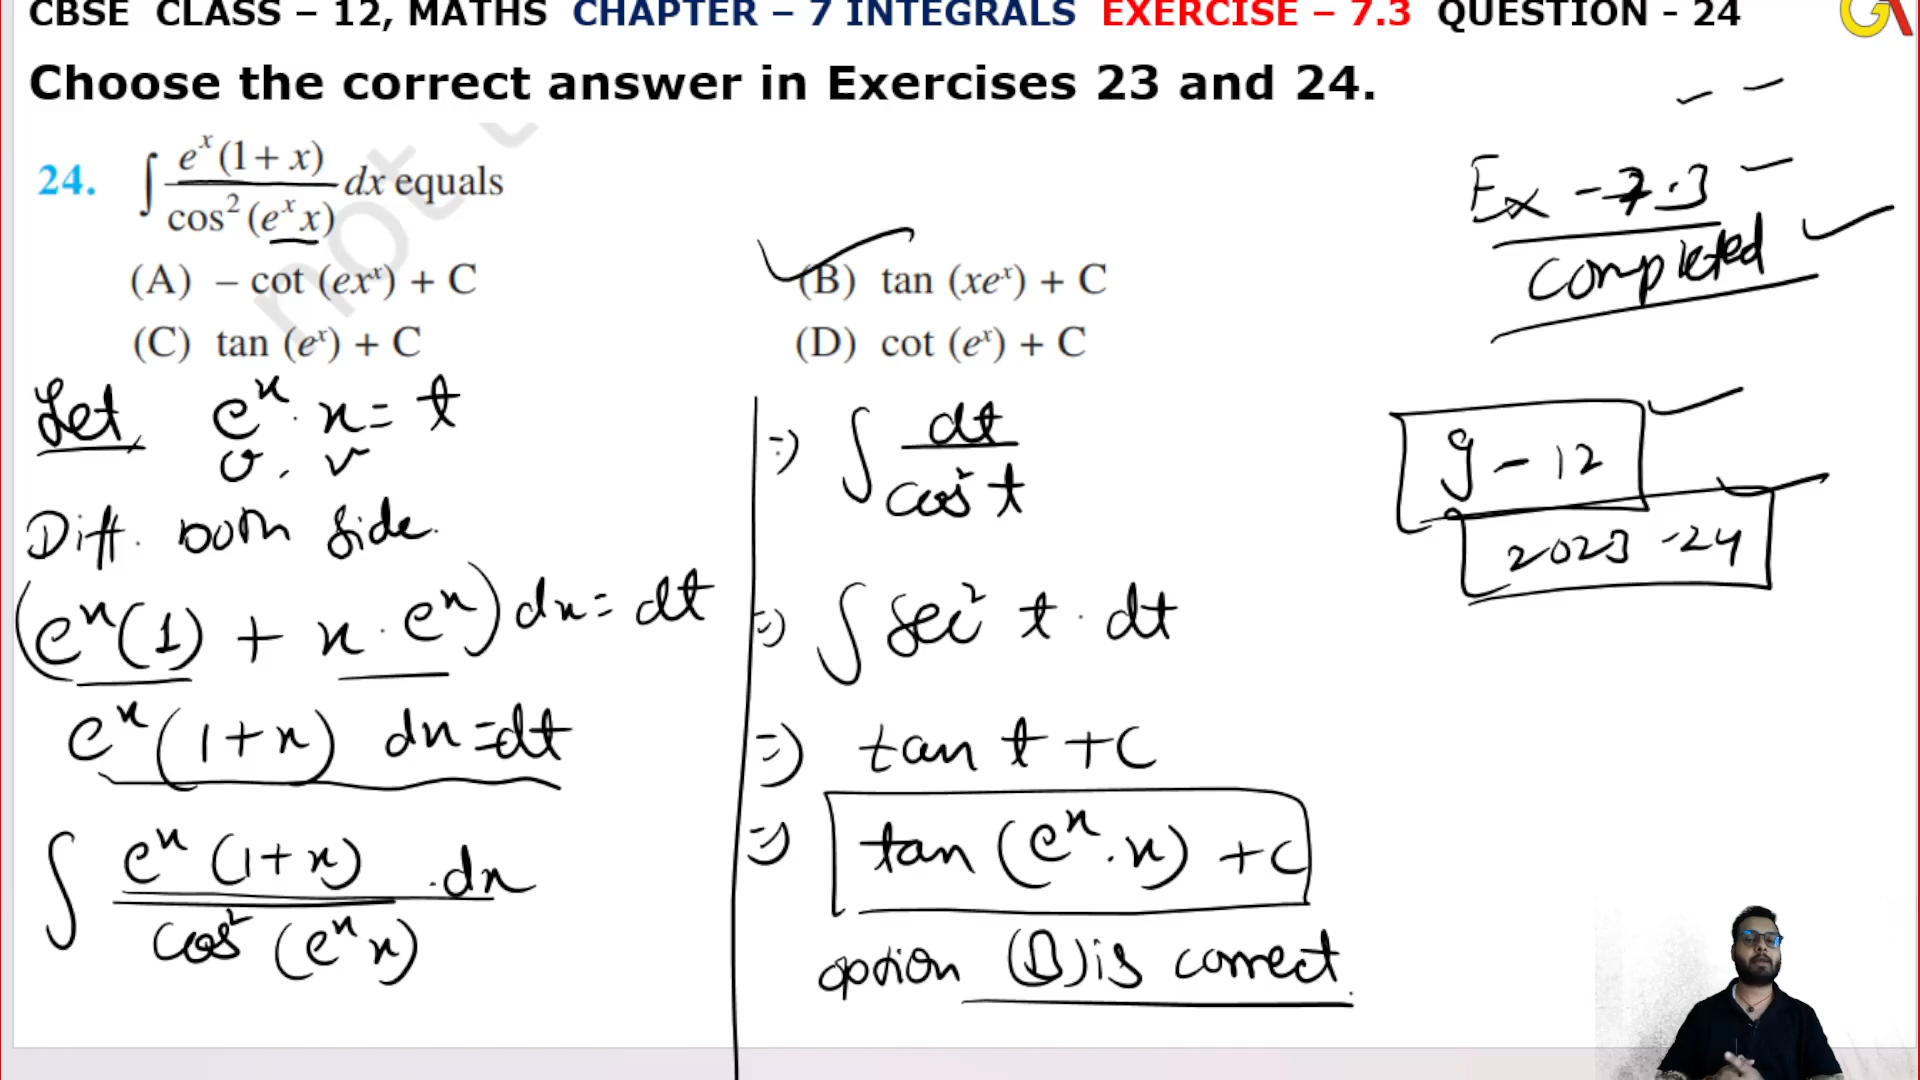 CBSE CLASS – 12, MATHS CHAPTER – 7 INTEGRALS EXERCISE – 7.3 QUESTION - 24
Choose the correct answer in Exercises 23 and 24.
24. ∫ e^x (1 + x) / cos² (e^x x) dx equals
(A) – cot (ex^x) + C
(B) tan (xe^x) + C
(C) tan (e^x) + C
(D) cot (e^x) + C
not
Let, e^x . x = t
U . V
Diff. both side.
(e^x (1) + x . e^x) dx = dt
e^x (1+x) dx = dt
∫ e^x (1+x) / cos² (e^x x) . dx
=) ∫ dt / cos² t
=) ∫ sec² t . dt
=) tan t + C
=) tan (e^x . x) + C
option (B) is correct.
Ex - 7.3
completed
9 - 12
2023 - 24